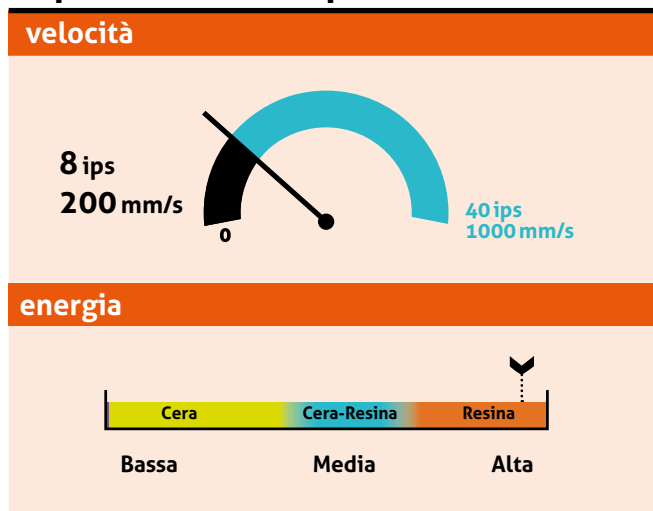 velocità
8 ips
200 mm/s
0
40 ips
1000 mm/s
energia
Cera
Cera-Resina
Resina
Bassa
Media
Alta